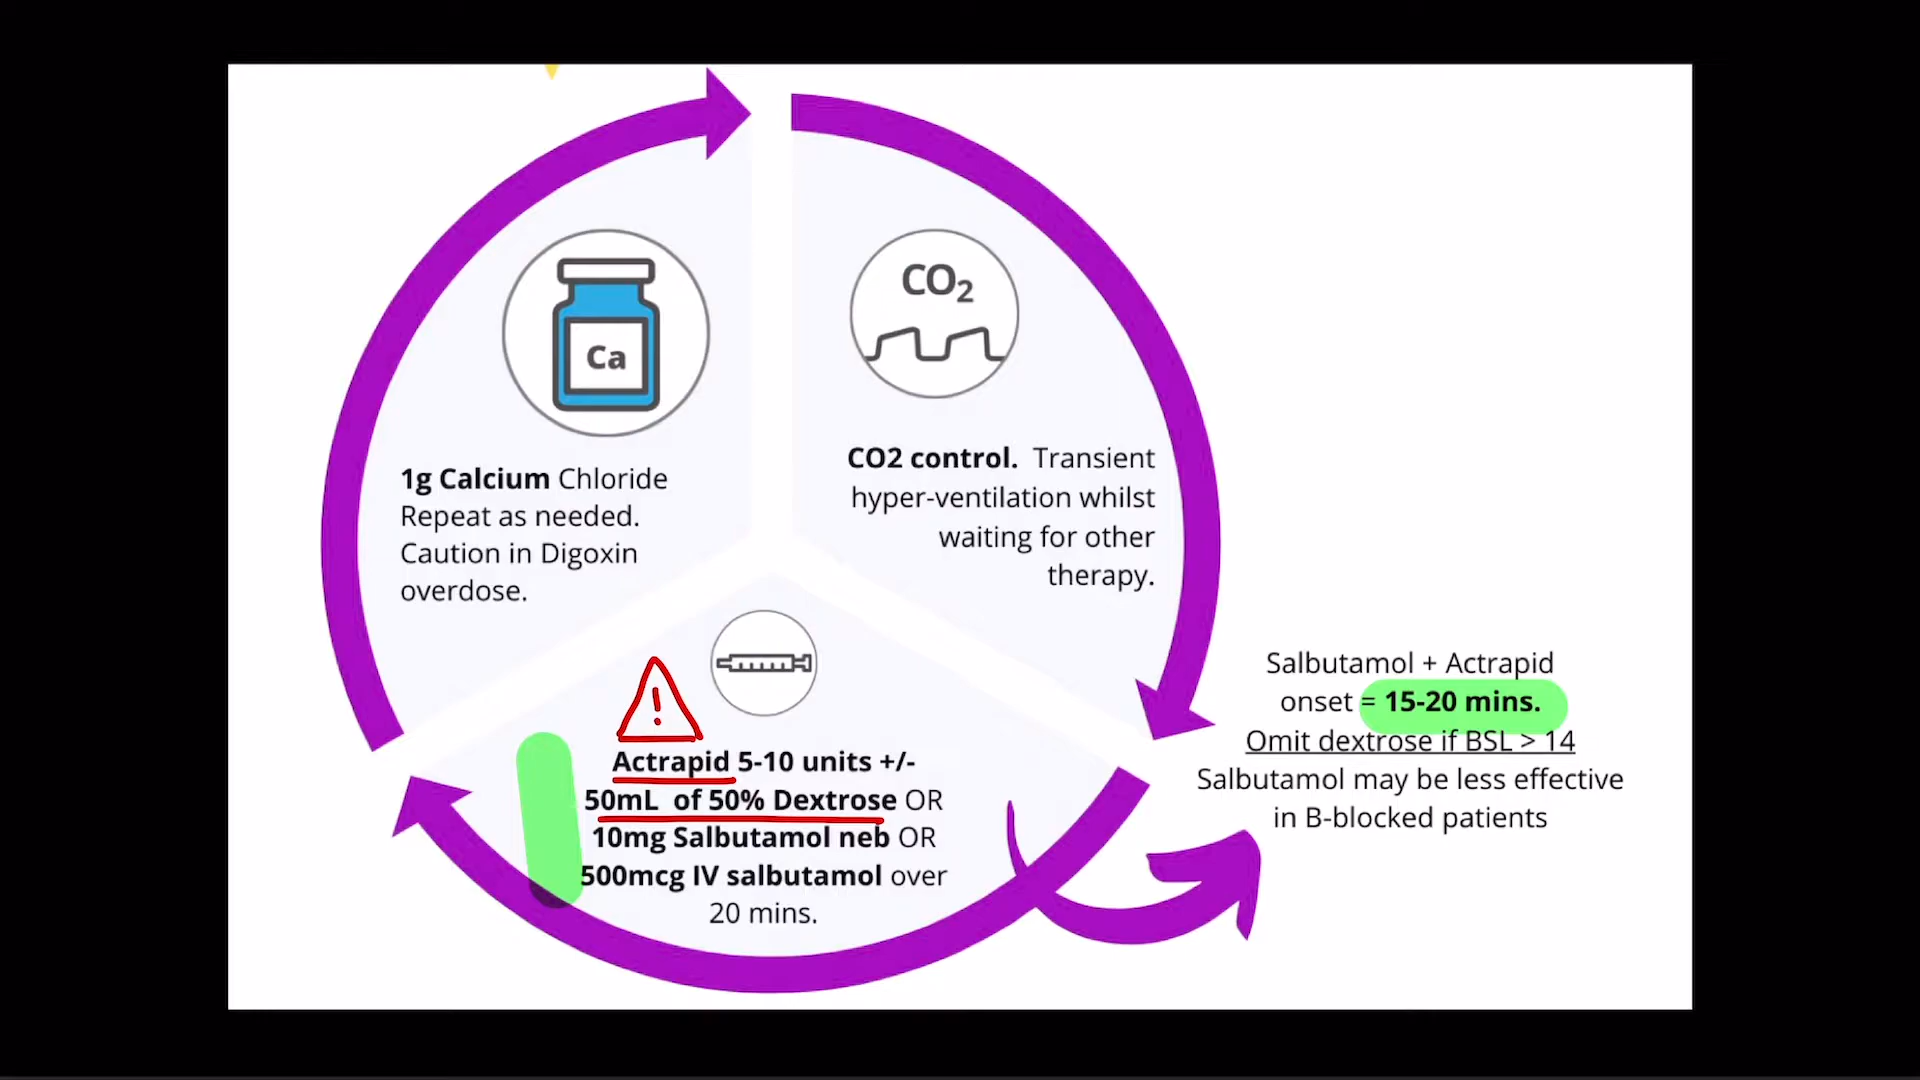 Ca
1g Calcium Chloride
Repeat as needed.
Caution in Digoxin
overdose.
CO2
CO2 control. Transient
hyper-ventilation whilst
waiting for other
therapy.
!
Actrapid 5-10 units +/-
50mL of 50% Dextrose OR
10mg Salbutamol neb OR
500mcg IV salbutamol over
20 mins.
Salbutamol + Actrapid
onset = 15-20 mins.
Omit dextrose if BSL > 14
Salbutamol may be less effective
in B-blocked patients